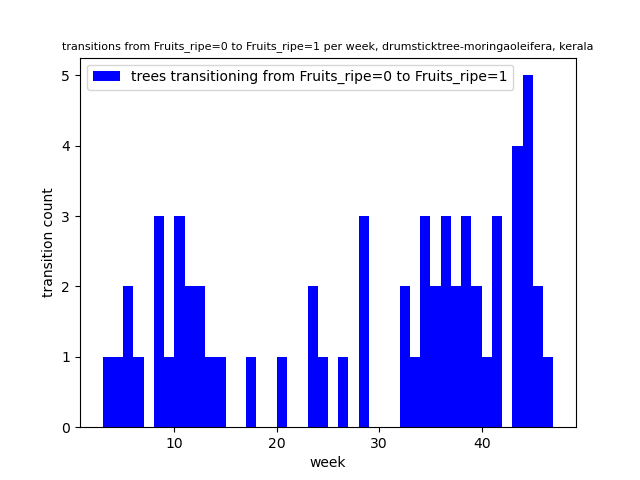 transitions from Fruits_ripe=0 to Fruits_ripe=1 per week, drumsticktree-moringaoleifera, kerala
trees transitioning from Fruits_ripe=0 to Fruits_ripe=1
5
4
3
2
1
0
transition count
10 20 30 40
week